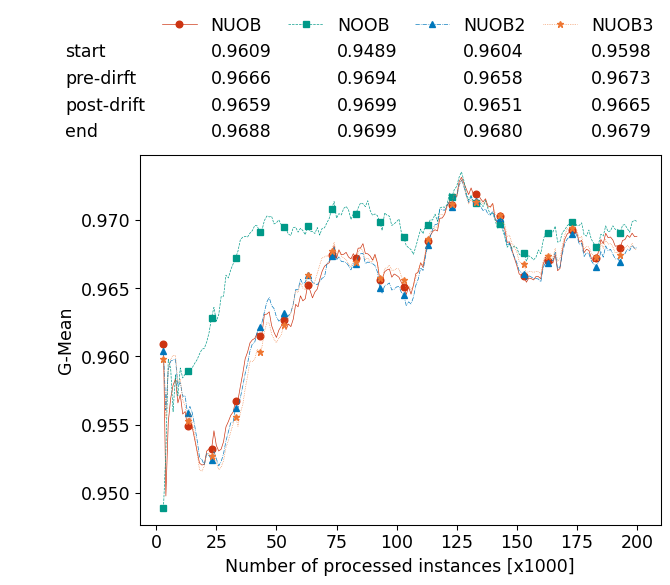 NUOB NOOB NUOB2 NUOB3
start 0.9609 0.9489 0.9604 0.9598
pre-dirft 0.9666 0.9694 0.9658 0.9673
post-drift 0.9659 0.9699 0.9651 0.9665
end 0.9688 0.9699 0.9680 0.9679
G-Mean
0.970
0.965
0.960
0.955
0.950
0 25 50 75 100 125 150 175 200
Number of processed instances [x1000]